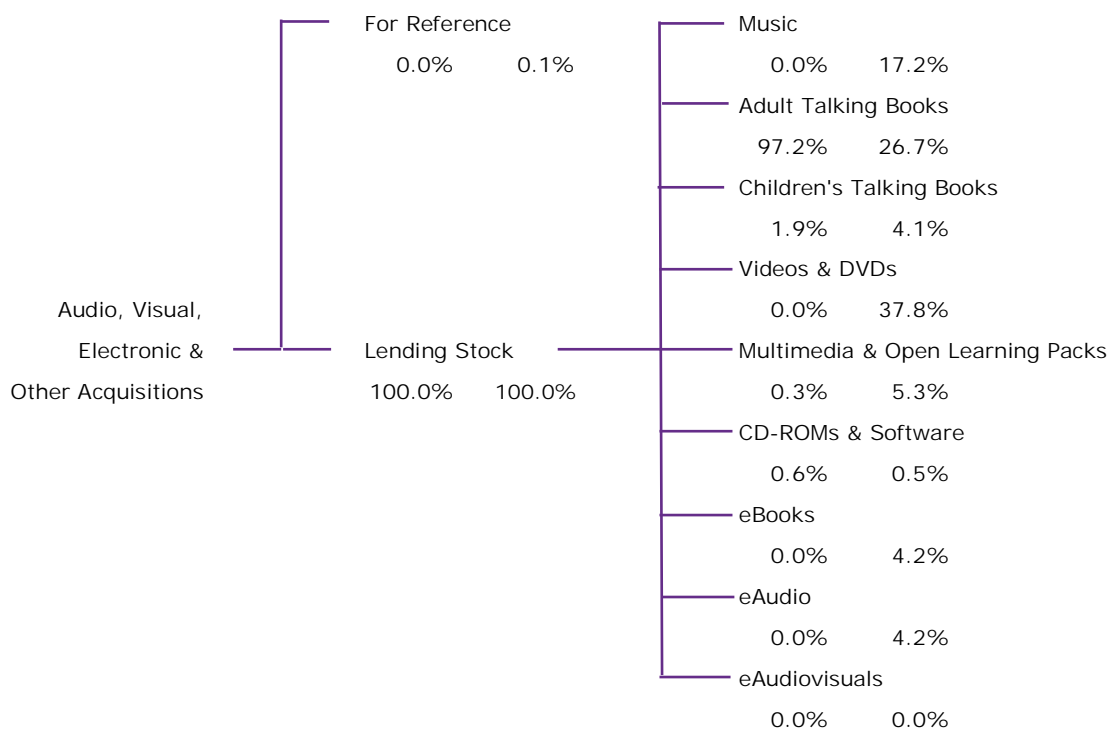 For Reference
0.0% 0.1%
Audio, Visual,
Electronic &
Other Acquisitions
Lending Stock
100.0% 100.0%
Music
0.0% 17.2%
Adult Talking Books
97.2% 26.7%
Children's Talking Books
1.9% 4.1%
Videos & DVDs
0.0% 37.8%
Multimedia & Open Learning Packs
0.3% 5.3%
CD-ROMs & Software
0.6% 0.5%
eBooks
0.0% 4.2%
eAudio
0.0% 4.2%
eAudiovisuals
0.0% 0.0%